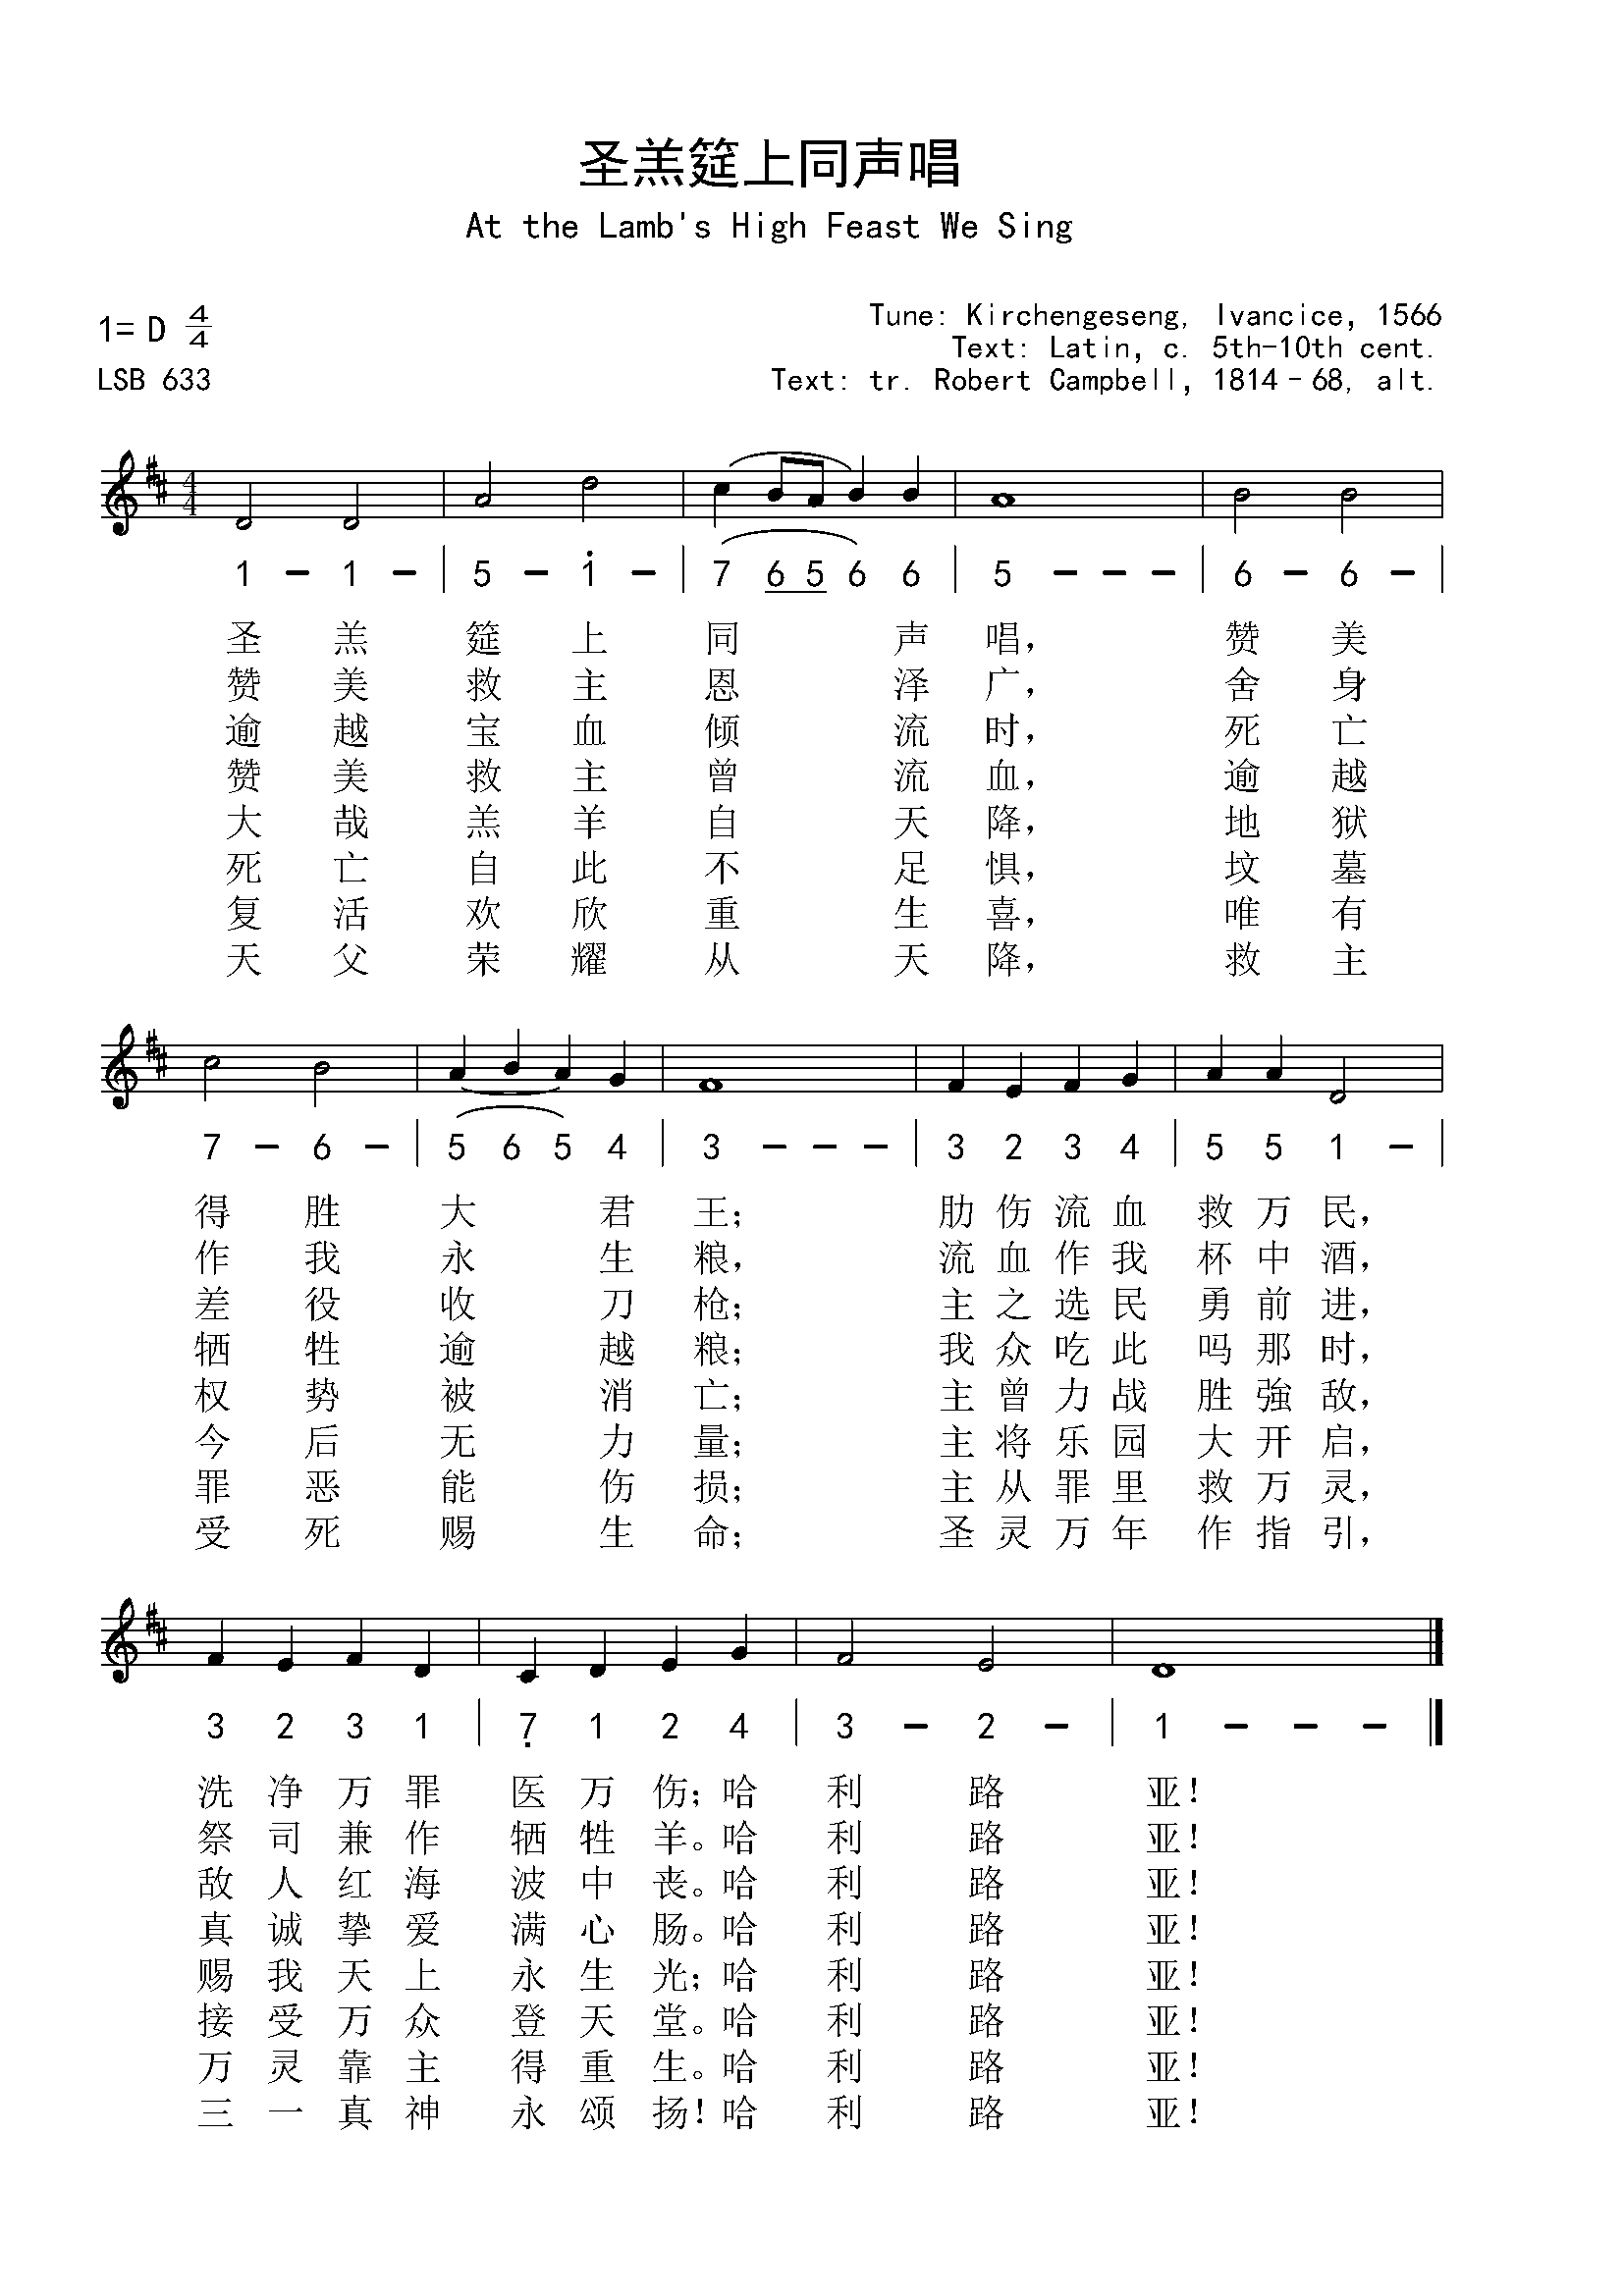 圣羔筵上同声唱
At the Lamb's High Feast We Sing
1= D 4/4
Tune: Kirchengeseng, Ivancice, 1566
Text: Latin, c. 5th-10th cent.
LSB 633
Text: tr. Robert Campbell, 1814–68, alt.
1 - 1 - | 5 - 1̇ - | (7 6 5 6) 6 | 5 - - - | 6 - 6 - |
圣 羔 筵 上 同 声 唱, 赞 美
赞 美 救 主 恩 泽 广, 舍 身
逾 越 宝 血 倾 流 时, 死 亡
赞 美 救 主 曾 流 血, 逾 越
大 哉 羔 羊 自 天 降, 地 狱
死 亡 自 此 不 足 惧, 坟 墓
复 活 欢 欣 重 生 喜, 唯 有
天 父 荣 耀 从 天 降, 救 主
7 - 6 - | (5 6 5) 4 | 3 - - - | 3 2 3 4 | 5 5 1 - |
得 胜 大 君 王; 肋 伤 流 血 救 万 民,
作 我 永 生 粮, 流 血 作 我 杯 中 酒,
差 役 收 刀 枪; 主 之 选 民 勇 前 进,
牺 牲 逾 越 粮; 我 众 吃 此 吗 那 时,
权 势 被 消 亡; 主 曾 力 战 胜 強 敌,
今 后 无 力 量; 主 将 乐 园 大 开 启,
罪 恶 能 伤 损; 主 从 罪 里 救 万 灵,
受 死 赐 生 命; 圣 灵 万 年 作 指 引,
3 2 3 1 | 7̣ 1 2 4 | 3 - 2 - | 1 - - - |
洗 净 万 罪 医 万 伤; 哈 利 路 亚!
祭 司 兼 作 牺 牲 羊。哈 利 路 亚!
敌 人 红 海 波 中 丧。哈 利 路 亚!
真 诚 挚 爱 满 心 肠。哈 利 路 亚!
赐 我 天 上 永 生 光; 哈 利 路 亚!
接 受 万 众 登 天 堂。哈 利 路 亚!
万 灵 靠 主 得 重 生。哈 利 路 亚!
三 一 真 神 永 颂 扬! 哈 利 路 亚!